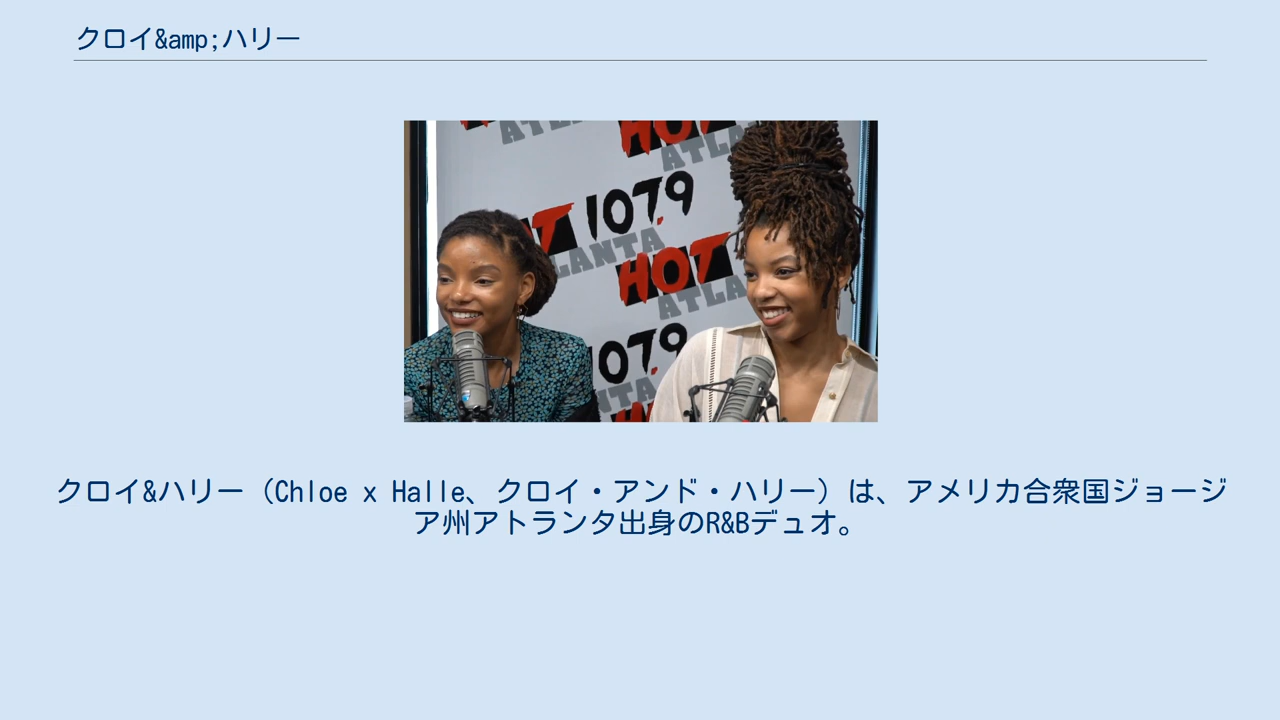 クロイ&amp;ハリー
ATLANTA
HOT
ATLA
107.9
ATLANTA
HOT
ATLA
107.9
クロイ&ハリー（Chloe x Halle、クロイ・アンド・ハリー）は、アメリカ合衆国ジョージ
ア州アトランタ出身のR&Bデュオ。